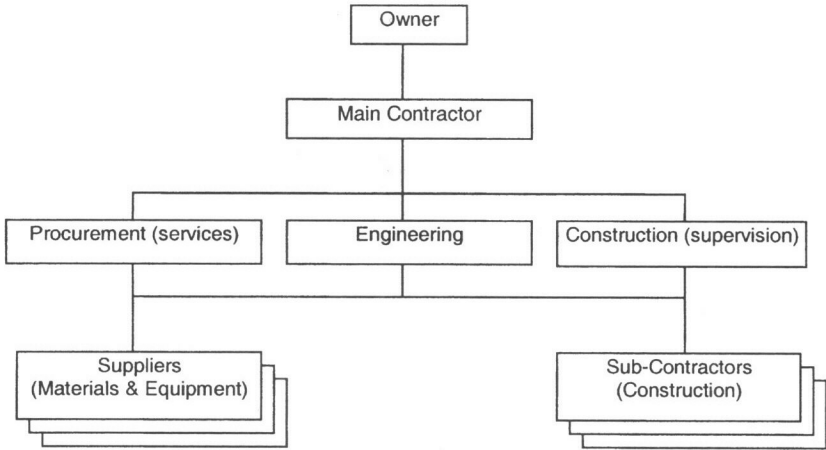 Owner
Main Contractor
Procurement (services)
Engineering
Construction (supervision)
Suppliers
(Materials & Equipment)
Sub-Contractors
(Construction)